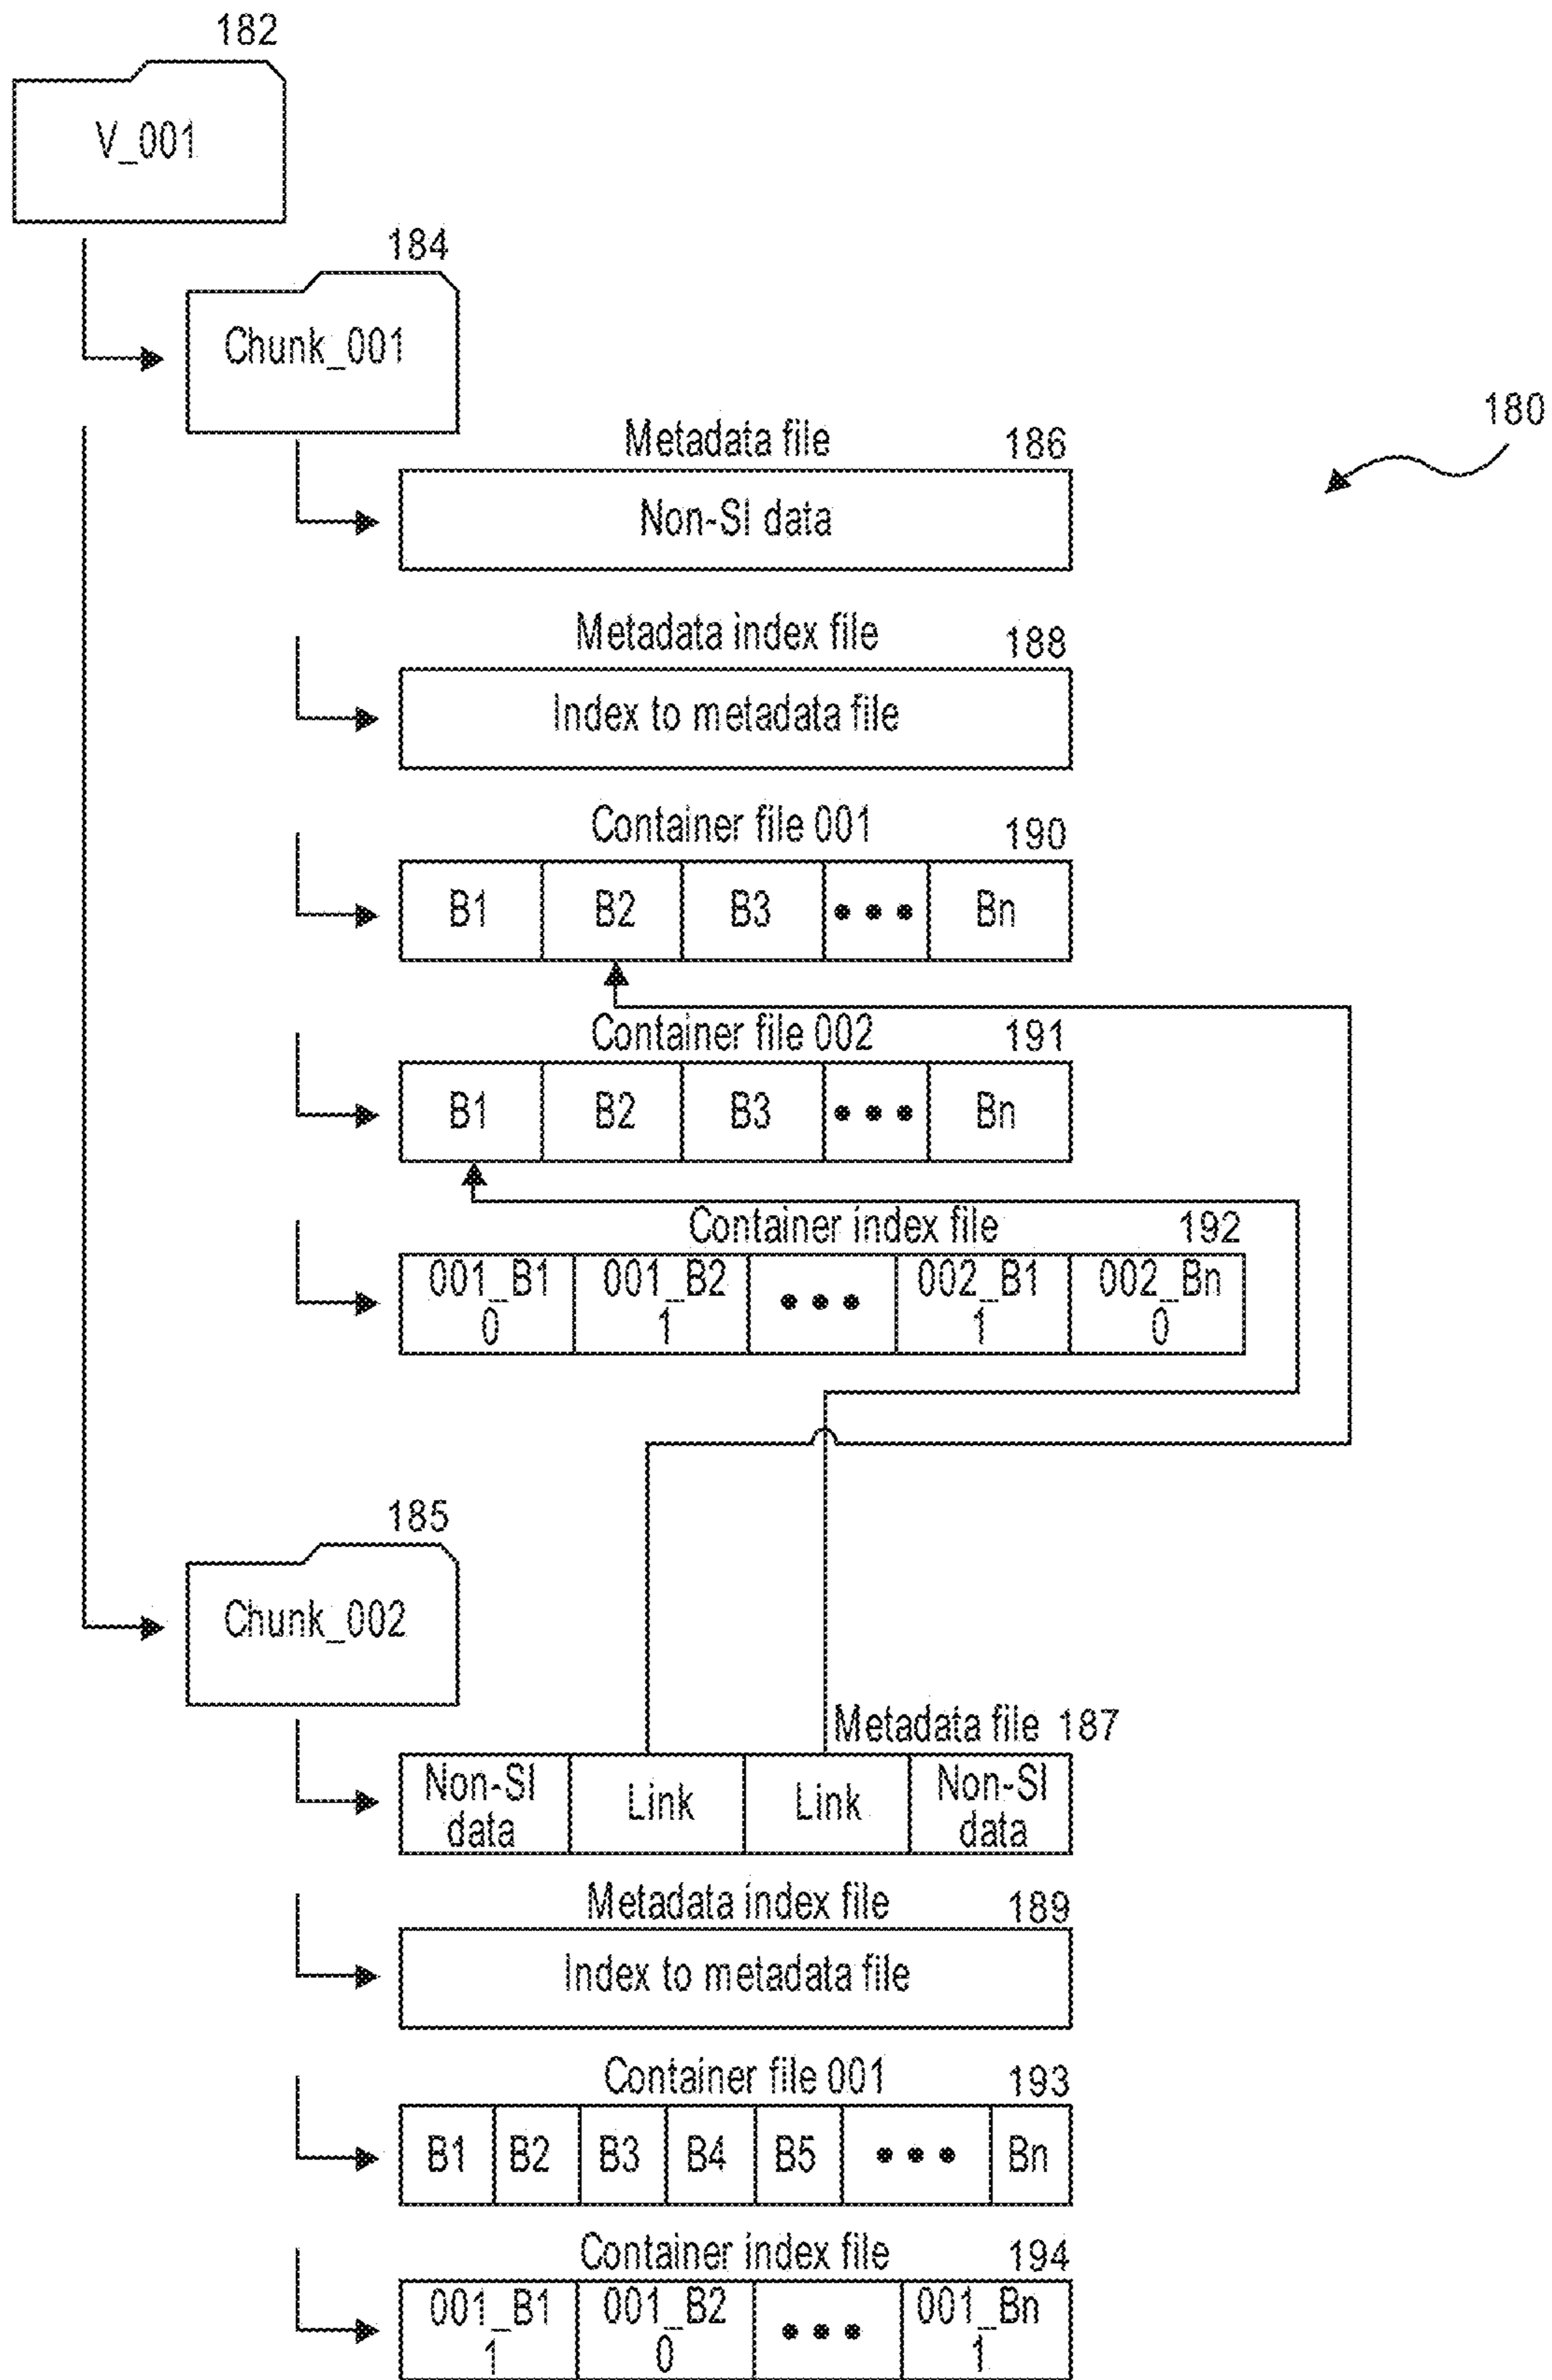 182
V_001
184
Chunk_001
180
Metadata file 186
Non-SI data
Metadata index file 188
Index to metadata file
Container file 001 190
B1 B2 B3 ••• Bn
Container file 002 191
B1 B2 B3 ••• Bn
Container index file 192
001_B1 001_B2 ••• 002_B1 002_Bn
0 1 1 0
185
Chunk_002
Metadata file 187
Non-SI Link Link Non-SI
data data
Metadata index file 189
Index to metadata file
Container file 001 193
B1 B2 B3 B4 B5 ••• Bn
Container index file 194
001_B1 001_B2 ••• 001_Bn
1 0 1